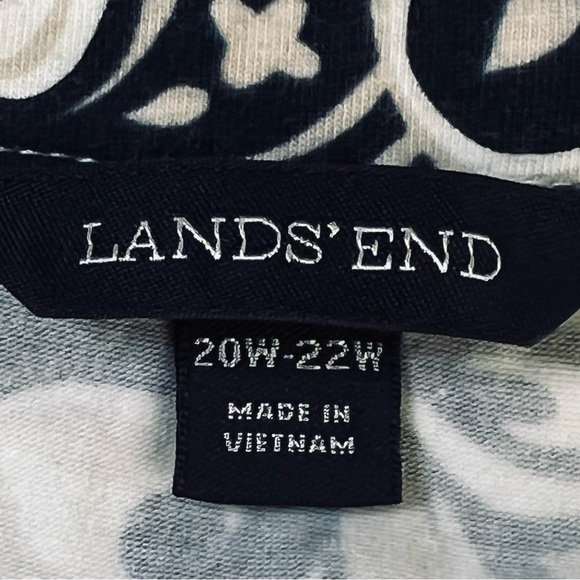 LANDS' END
20W-22W
MADE IN
VIETNAM